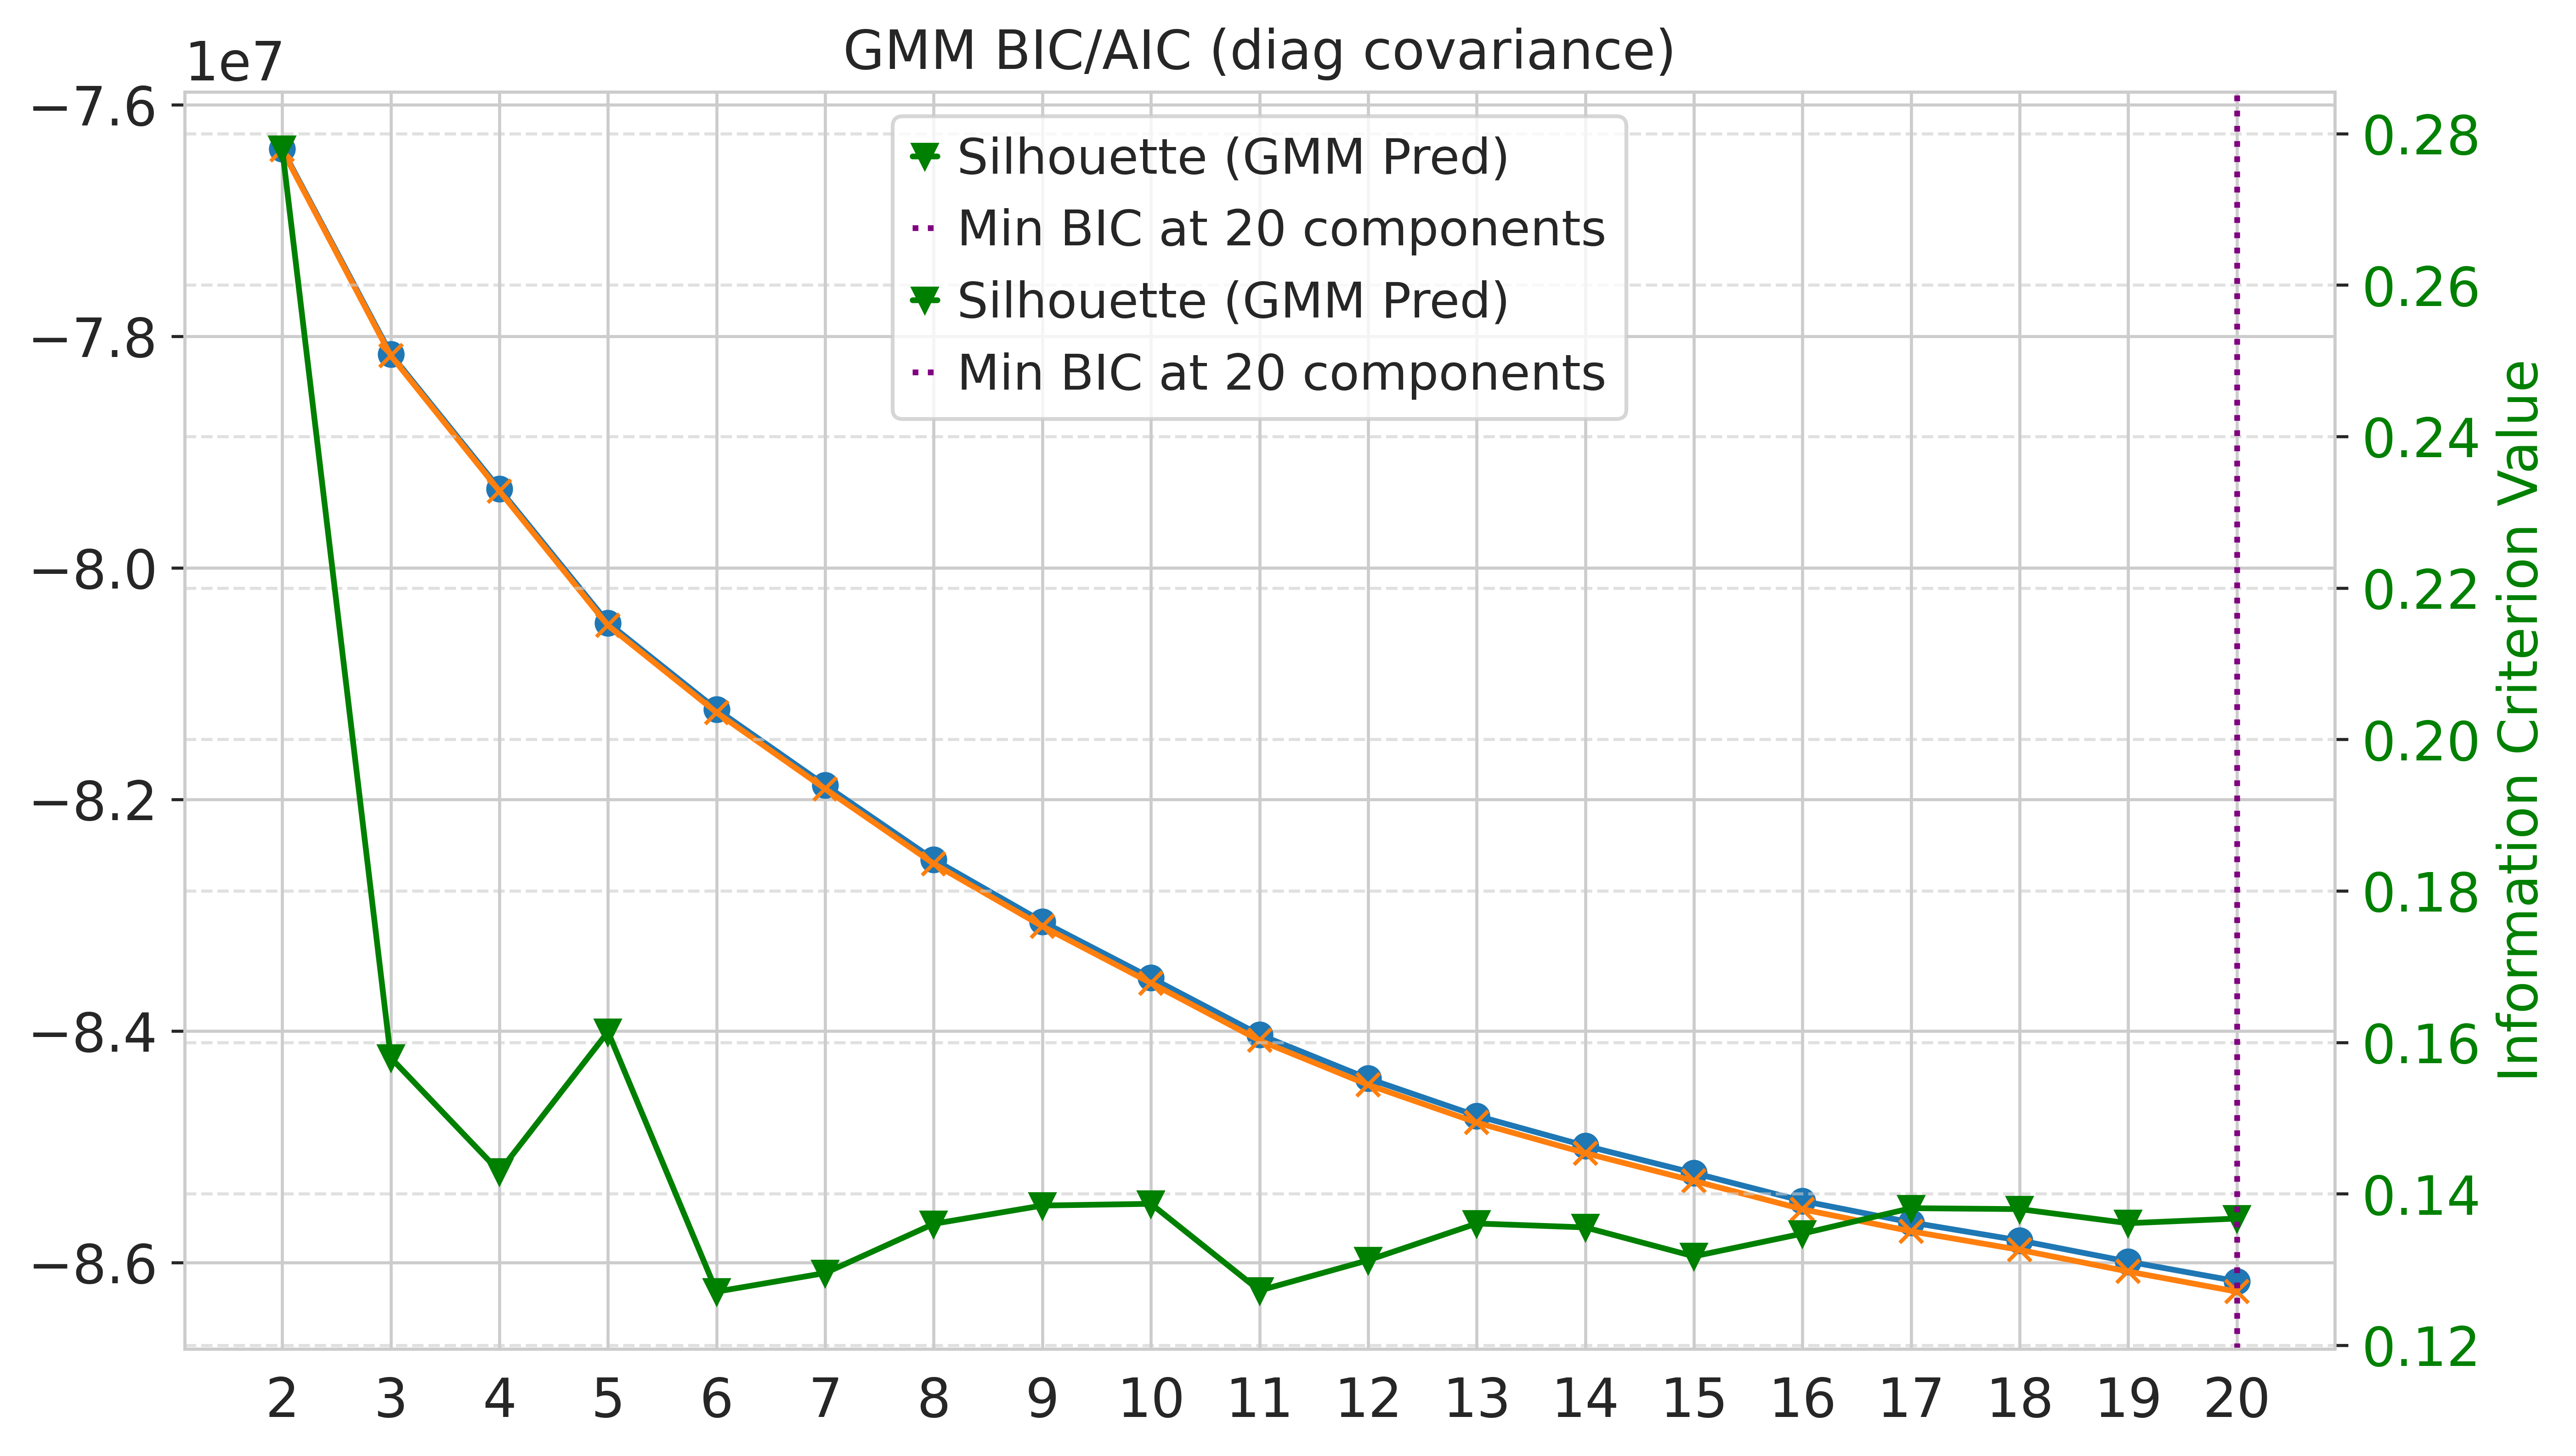 GMM BIC/AIC (diag covariance)
1e7
−7.6
−7.8
−8.0
−8.2
−8.4
−8.6
Silhouette (GMM Pred)
Min BIC at 20 components
Silhouette (GMM Pred)
Min BIC at 20 components
0.28
0.26
0.24
0.22
0.20
0.18
0.16
0.14
0.12
Information Criterion Value
2 3 4 5 6 7 8 9 10 11 12 13 14 15 16 17 18 19 20